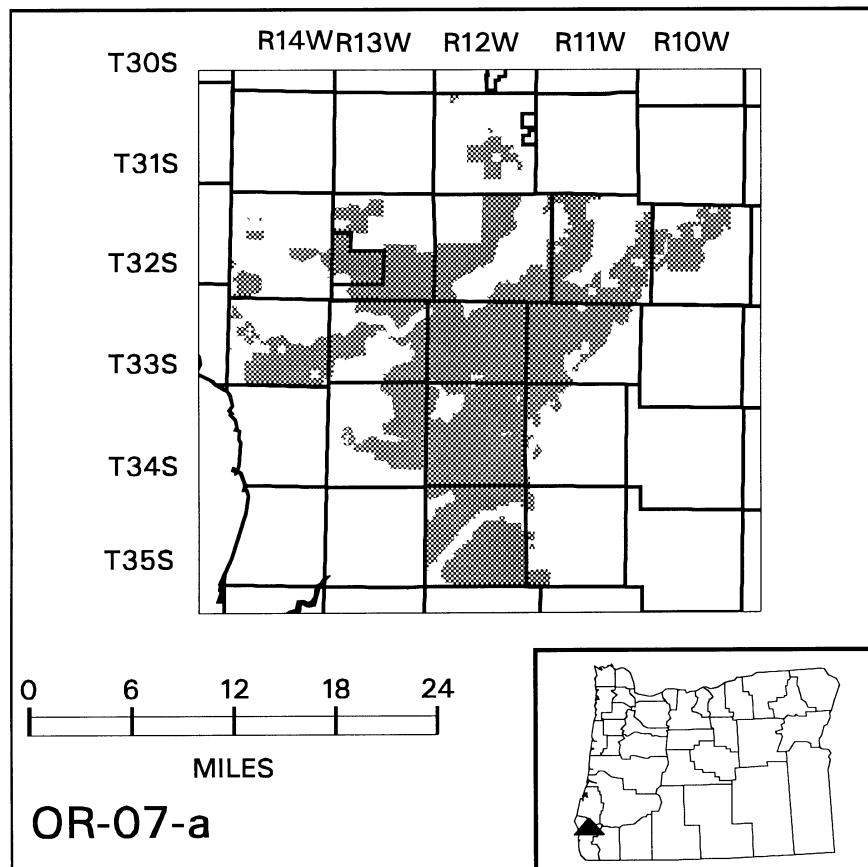 R14W R13W R12W R11W R10W
T30S
T31S
T32S
T33S
T34S
T35S
0 6 12 18 24
MILES
OR-07-a